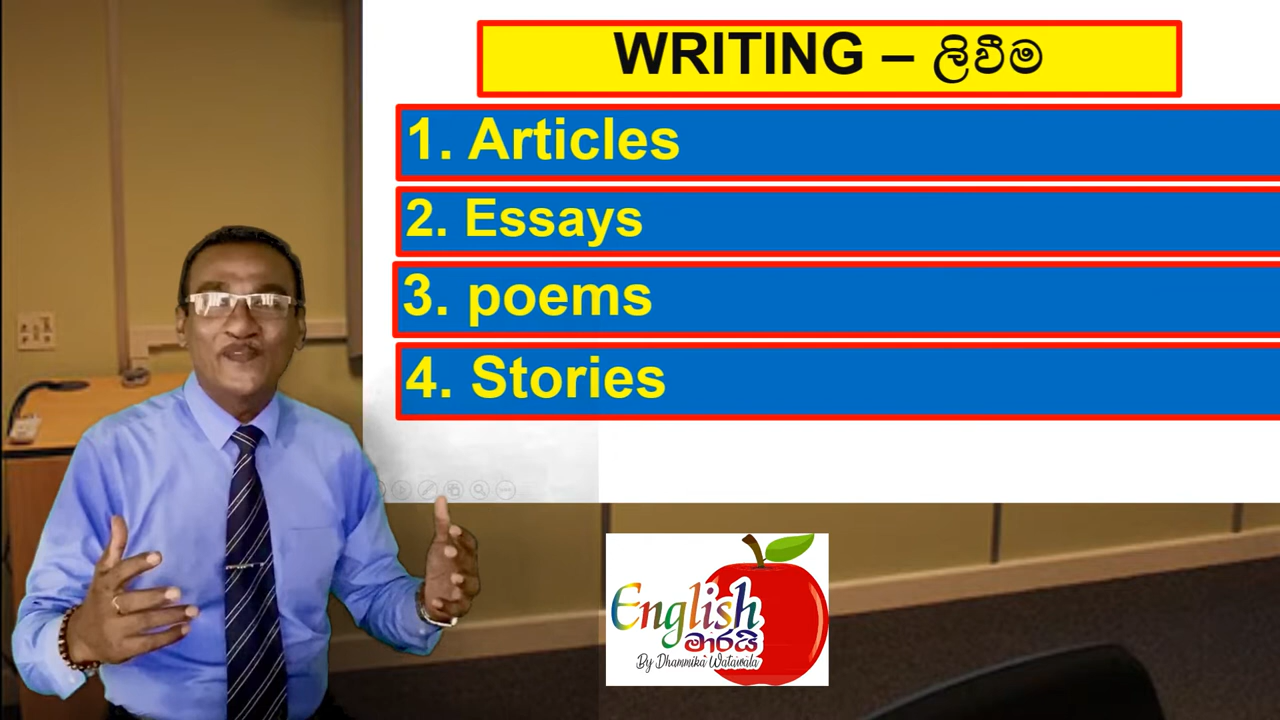 WRITING – ලිවීම
1. Articles
2. Essays
3. poems
4. Stories
English
මාරයි
By Dhammika Watawala